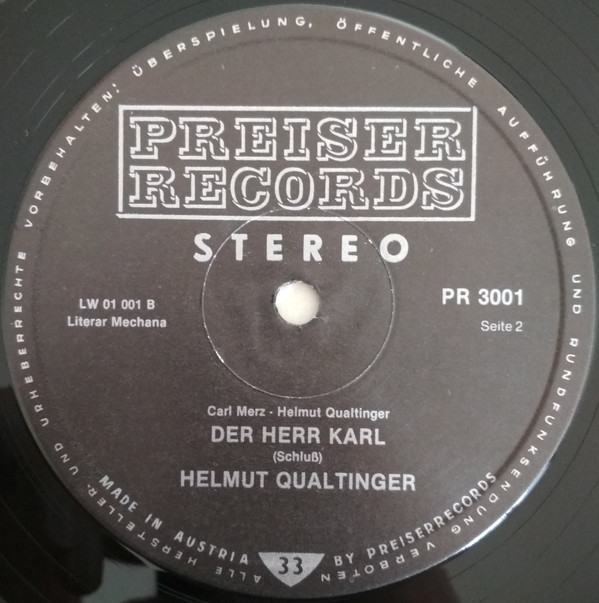 PREISER
RECORDS
STEREO
LW 01 001 B
Literar Mechana
PR 3001
Seite 2
Carl Merz - Helmut Qualtinger
DER HERR KARL
(Schluß)
HELMUT QUALTINGER
MADE IN AUSTRIA
33
BY PREISERRECORDS
ALLE HERSTELLER- UND URHEBERRECHTE VORBEHALTEN: ÜBERSPIELUNG, ÖFFENTLICHE AUFFÜHRUNG UND RUNDFUNKSENDUNG VERBOTEN